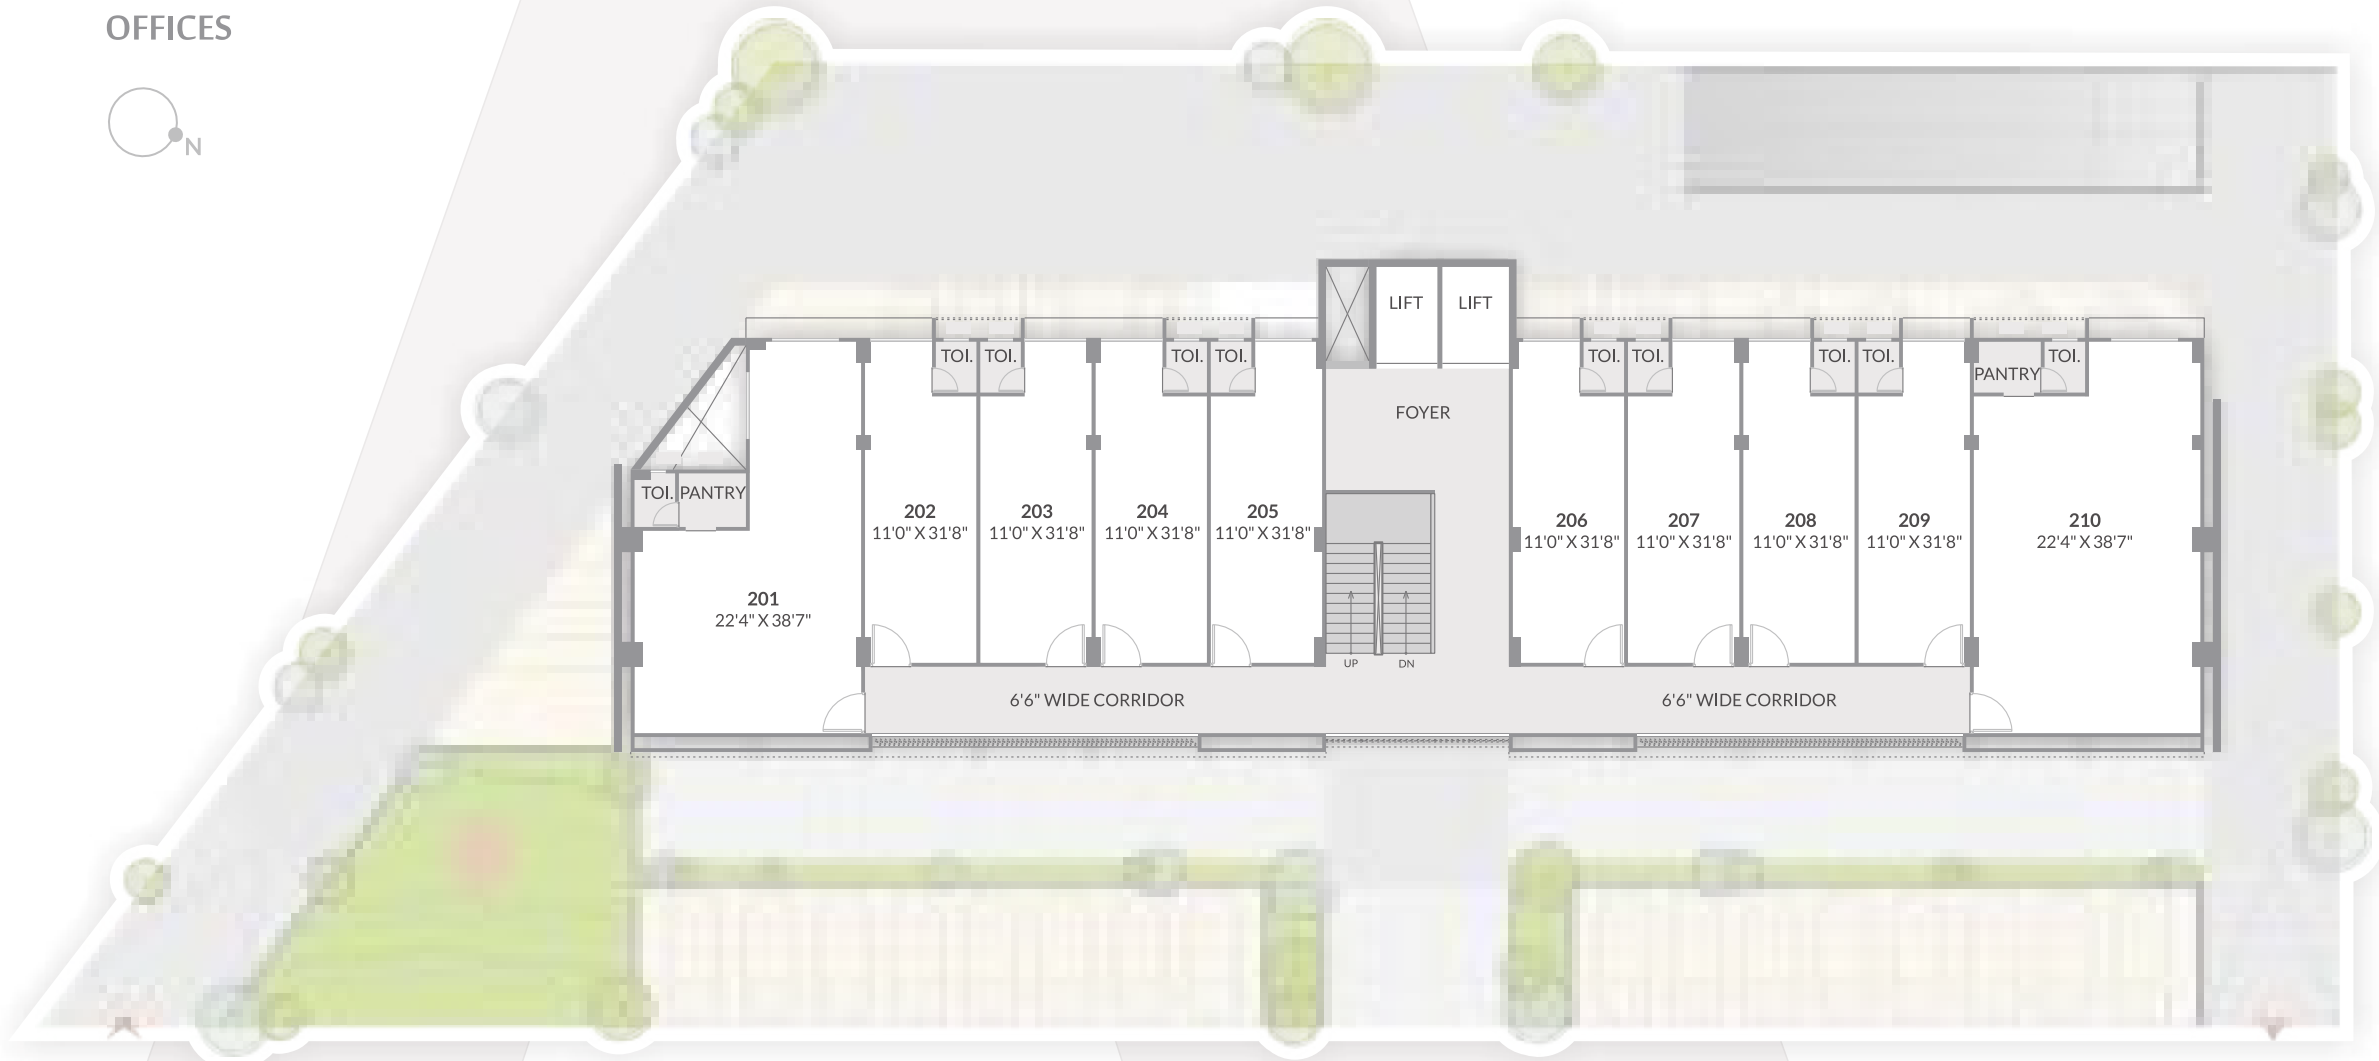 OFFICES
N
LIFT
LIFT
TOI.
TOI.
TOI.
TOI.
TOI.
TOI.
TOI.
TOI.
TOI.
PANTRY
FOYER
TOI.
PANTRY
202
11'0" X 31'8"
203
11'0" X 31'8"
204
11'0" X 31'8"
205
11'0" X 31'8"
206
11'0" X 31'8"
207
11'0" X 31'8"
208
11'0" X 31'8"
209
11'0" X 31'8"
210
22'4" X 38'7"
201
22'4" X 38'7"
UP
DN
6'6" WIDE CORRIDOR
6'6" WIDE CORRIDOR